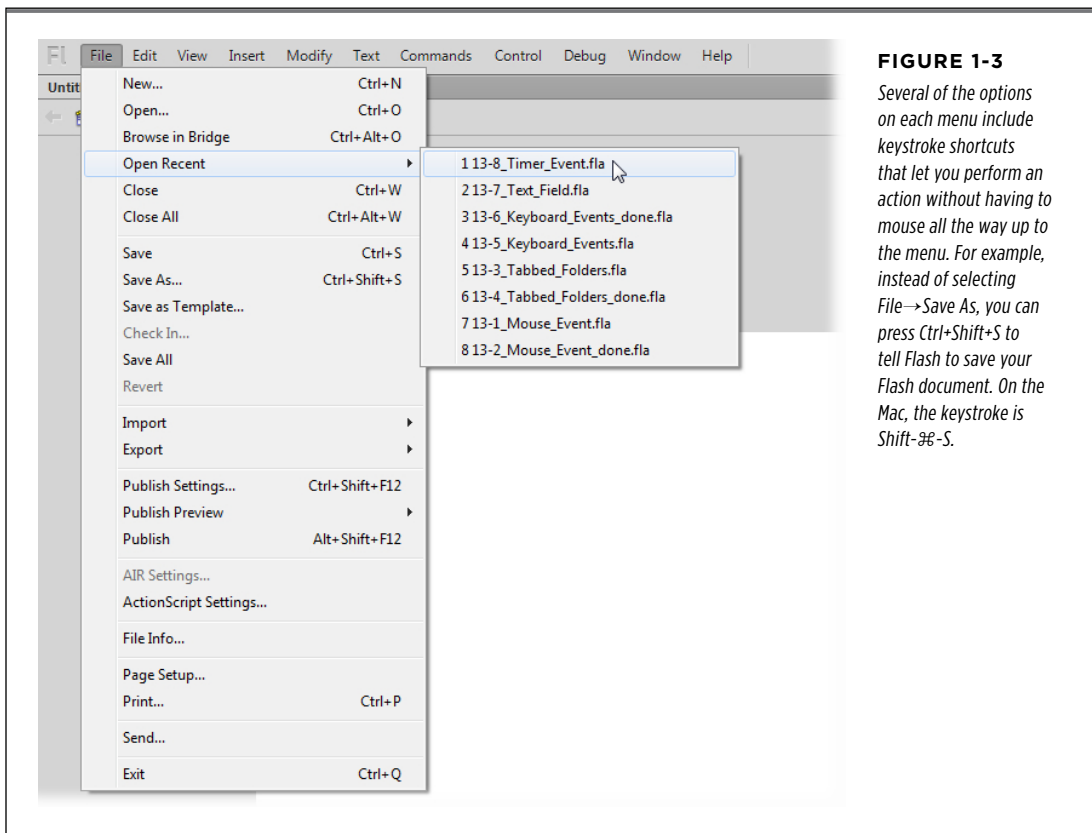 Fl File Edit View Insert Modify Text Commands Control Debug Window Help
Untit
New... Ctrl+N
Open... Ctrl+O
Browse in Bridge Ctrl+Alt+O
Open Recent
1 13-8_Timer_Event.fla
2 13-7_Text_Field.fla
3 13-6_Keyboard_Events_done.fla
4 13-5_Keyboard_Events.fla
5 13-3_Tabbed_Folders.fla
6 13-4_Tabbed_Folders_done.fla
7 13-1_Mouse_Event.fla
8 13-2_Mouse_Event_done.fla
Close Ctrl+W
Close All Ctrl+Alt+W
Save Ctrl+S
Save As... Ctrl+Shift+S
Save as Template...
Check In...
Save All
Revert
Import
Export
Publish Settings... Ctrl+Shift+F12
Publish Preview
Publish Alt+Shift+F12
AIR Settings...
ActionScript Settings...
File Info...
Page Setup...
Print... Ctrl+P
Send...
Exit Ctrl+Q
FIGURE 1-3
Several of the options
on each menu include
keystroke shortcuts
that let you perform an
action without having to
mouse all the way up to
the menu. For example,
instead of selecting
File→Save As, you can
press Ctrl+Shift+S to
tell Flash to save your
Flash document. On the
Mac, the keystroke is
Shift-⌘-S.